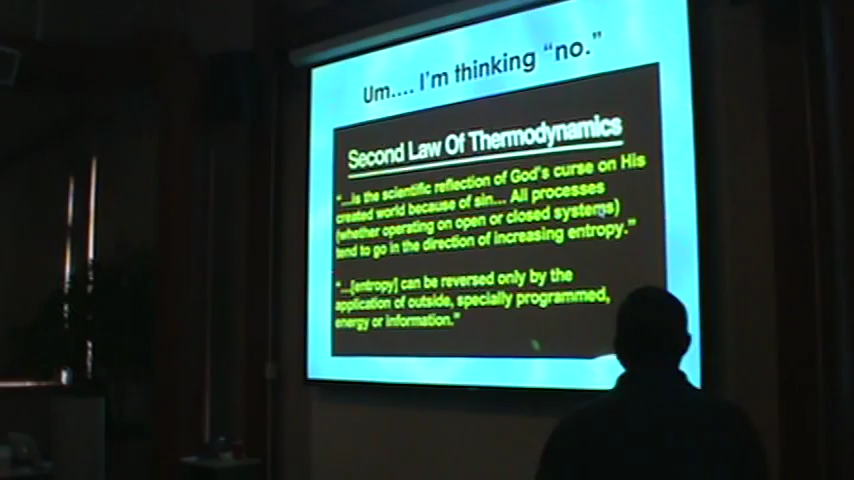 Um.... I'm thinking "no."
Second Law Of Thermodynamics
"...is the scientific reflection of God's curse on His
created world because of sin... All processes
(whether operating on open or closed systems)
tend to go in the direction of increasing entropy."
"...[entropy] can be reversed only by the
application of outside, specially programmed,
energy or information."